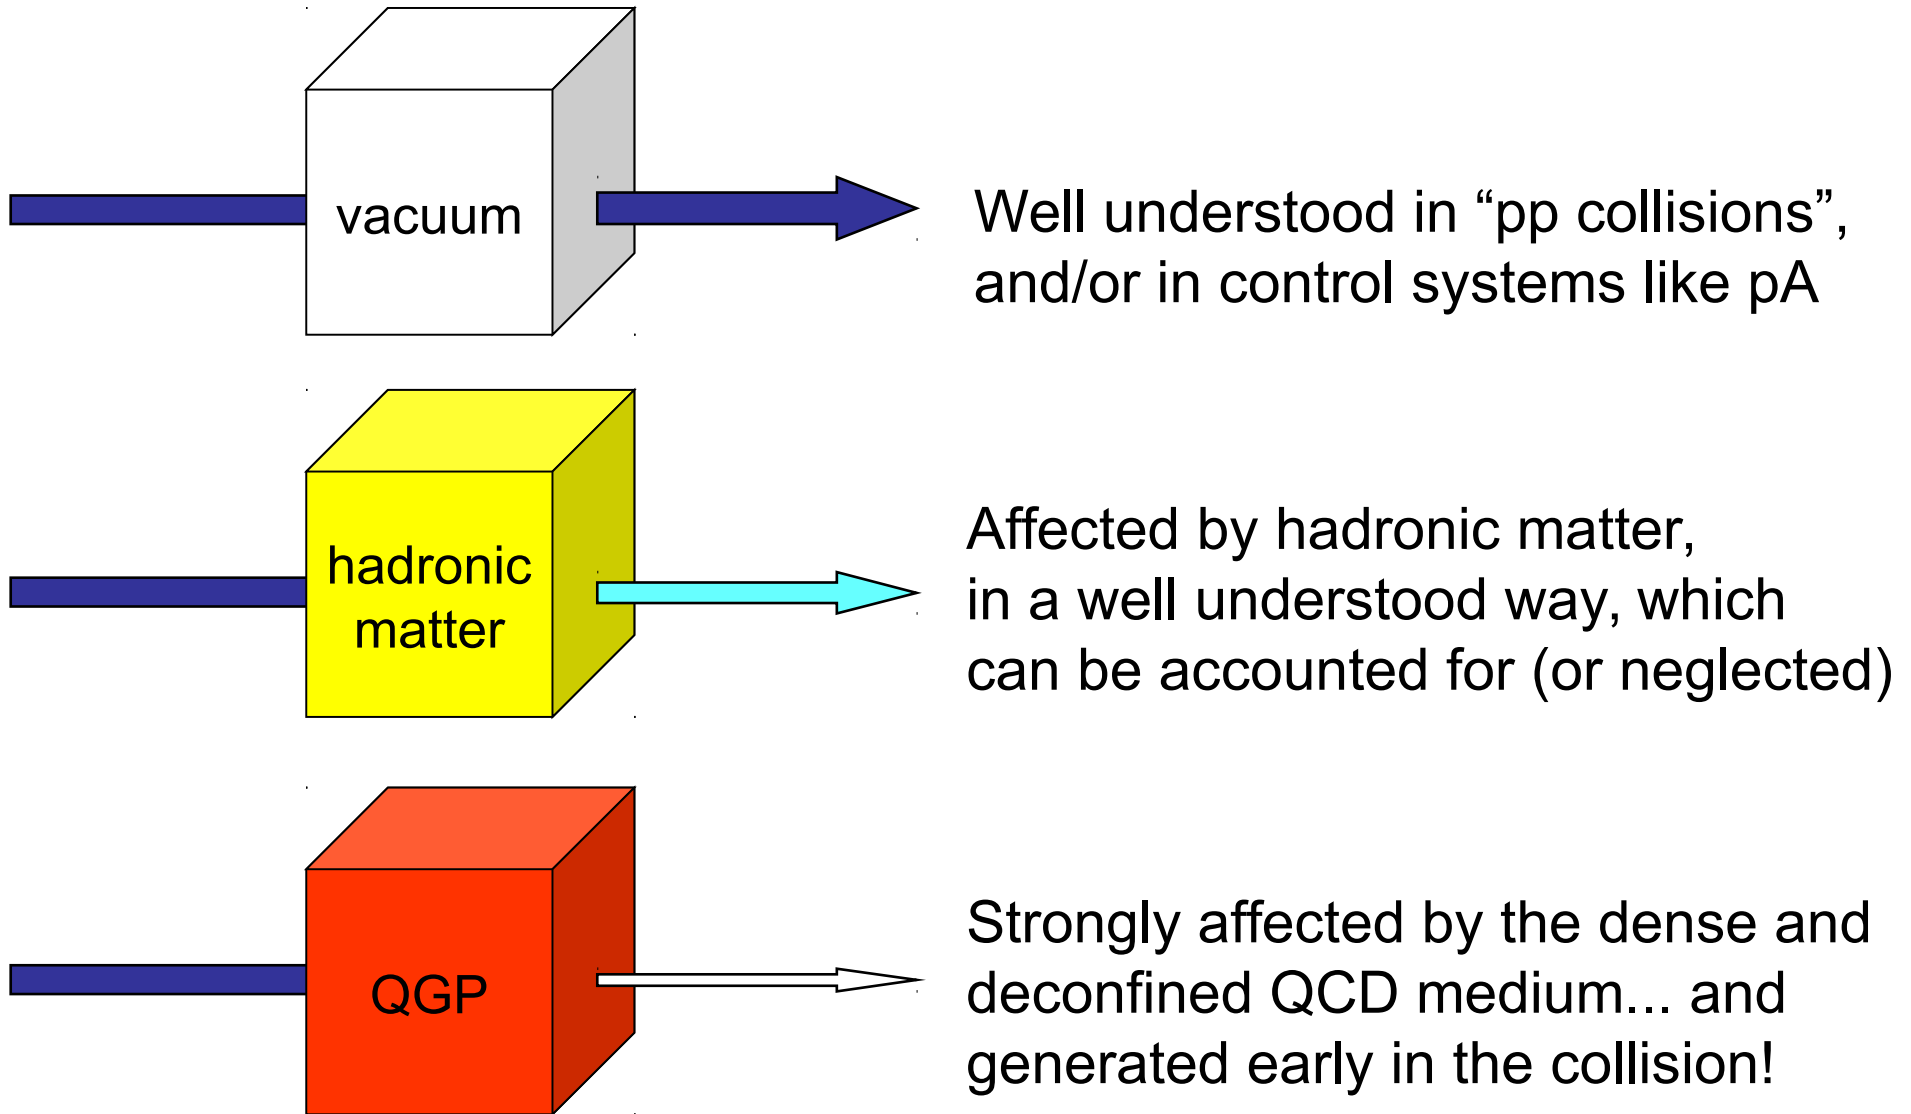 vacuum
Well understood in “pp collisions”,
and/or in control systems like pA
hadronic
matter
Affected by hadronic matter,
in a well understood way, which
can be accounted for (or neglected)
QGP
Strongly affected by the dense and
deconfined QCD medium... and
generated early in the collision!